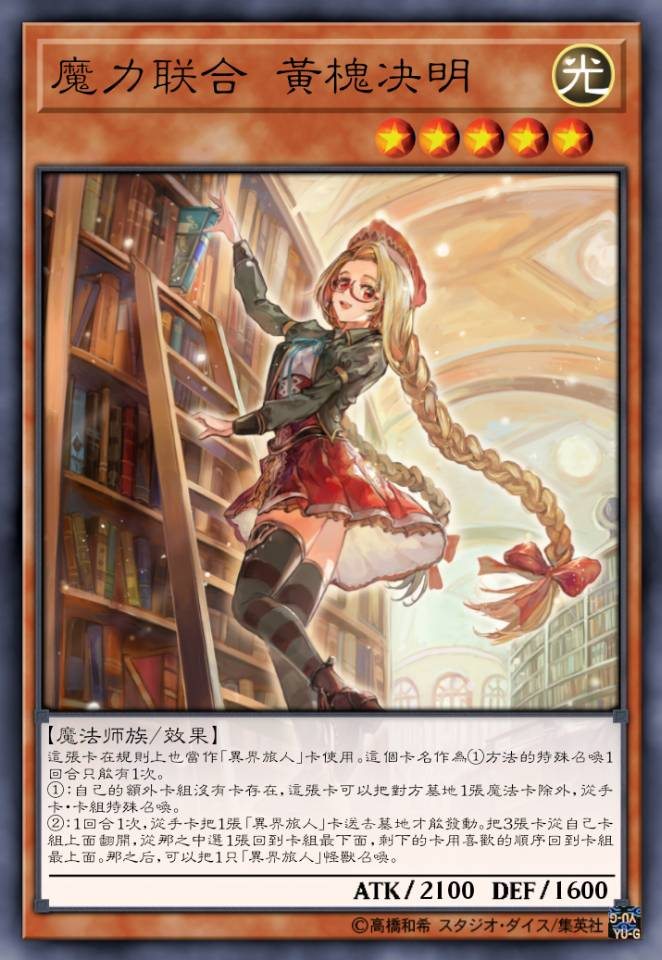 魔力联合 黃槐决明
光
【魔法师族/效果】
這張卡在規則上也當作「異界旅人」卡使用。這個卡名作為①方法的特殊召喚1
回合只能有1次。
①:自己的額外卡組沒有卡存在,這張卡可以把對方墓地1張魔法卡除外,從手
卡·卡組特殊召喚。
②:1回合1次,從手卡把1張「異界旅人」卡送去墓地才能發動。把3張卡從自己卡
組上面翻開,從那之中選1張回到卡組最下面,剩下的卡用喜歡的順序回到卡組
最上面。那之后,可以把1只「異界旅人」怪獸召喚。
ATK/2100 DEF/1600
©高橋和希 スタジオ・ダイス/集英社